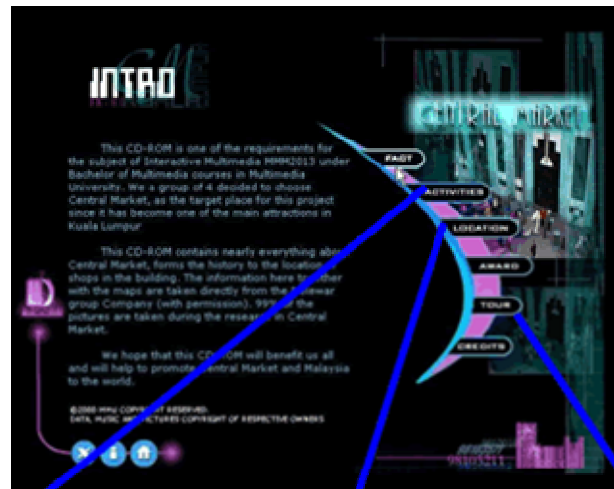 INTRO
CENTRAL MARKET
This CD-ROM is one of the requirements for
the subject of Interactive Multimedia MMM2013 under
Bachelor of Multimedia courses in Multimedia
University. We a group of 4 decided to choose
Central Market, as the target place for this project
since it has become one of the main attractions in
Kuala Lumpur
This CD-ROM contains nearly everything
Central Market, forms the history to the location
shops in the building. The information here
with the maps are taken directly from the
group Company (with permission). 99% the
pictures are taken during the research in Central
Market.
We hope that this CD-ROM will benefit us all
and will help to promote Central Market and Malaysia
to the world.
©2000 MMU COPYRIGHT RESERVED.
DATA, MUSIC AND PICTURES COPYRIGHT OF RESPECTIVE OWNERS
FACT
ACTIVITIES
LOCATION
AWARD
TOUR
CREDITS